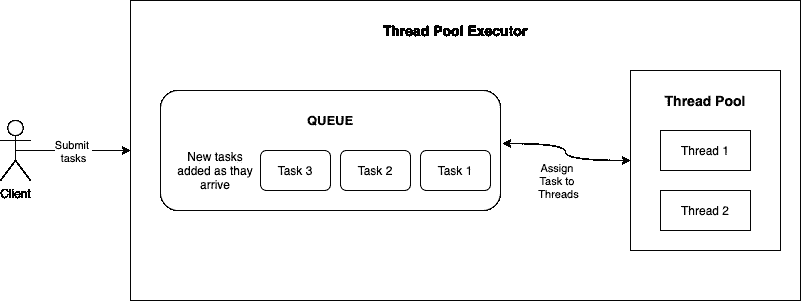 Thread Pool Executor
Thread Pool
QUEUE
Submit
tasks
New tasks
added as thay
arrive
Task 3
Task 2
Task 1
Assign
Task to
Threads
Thread 1
Thread 2
Client